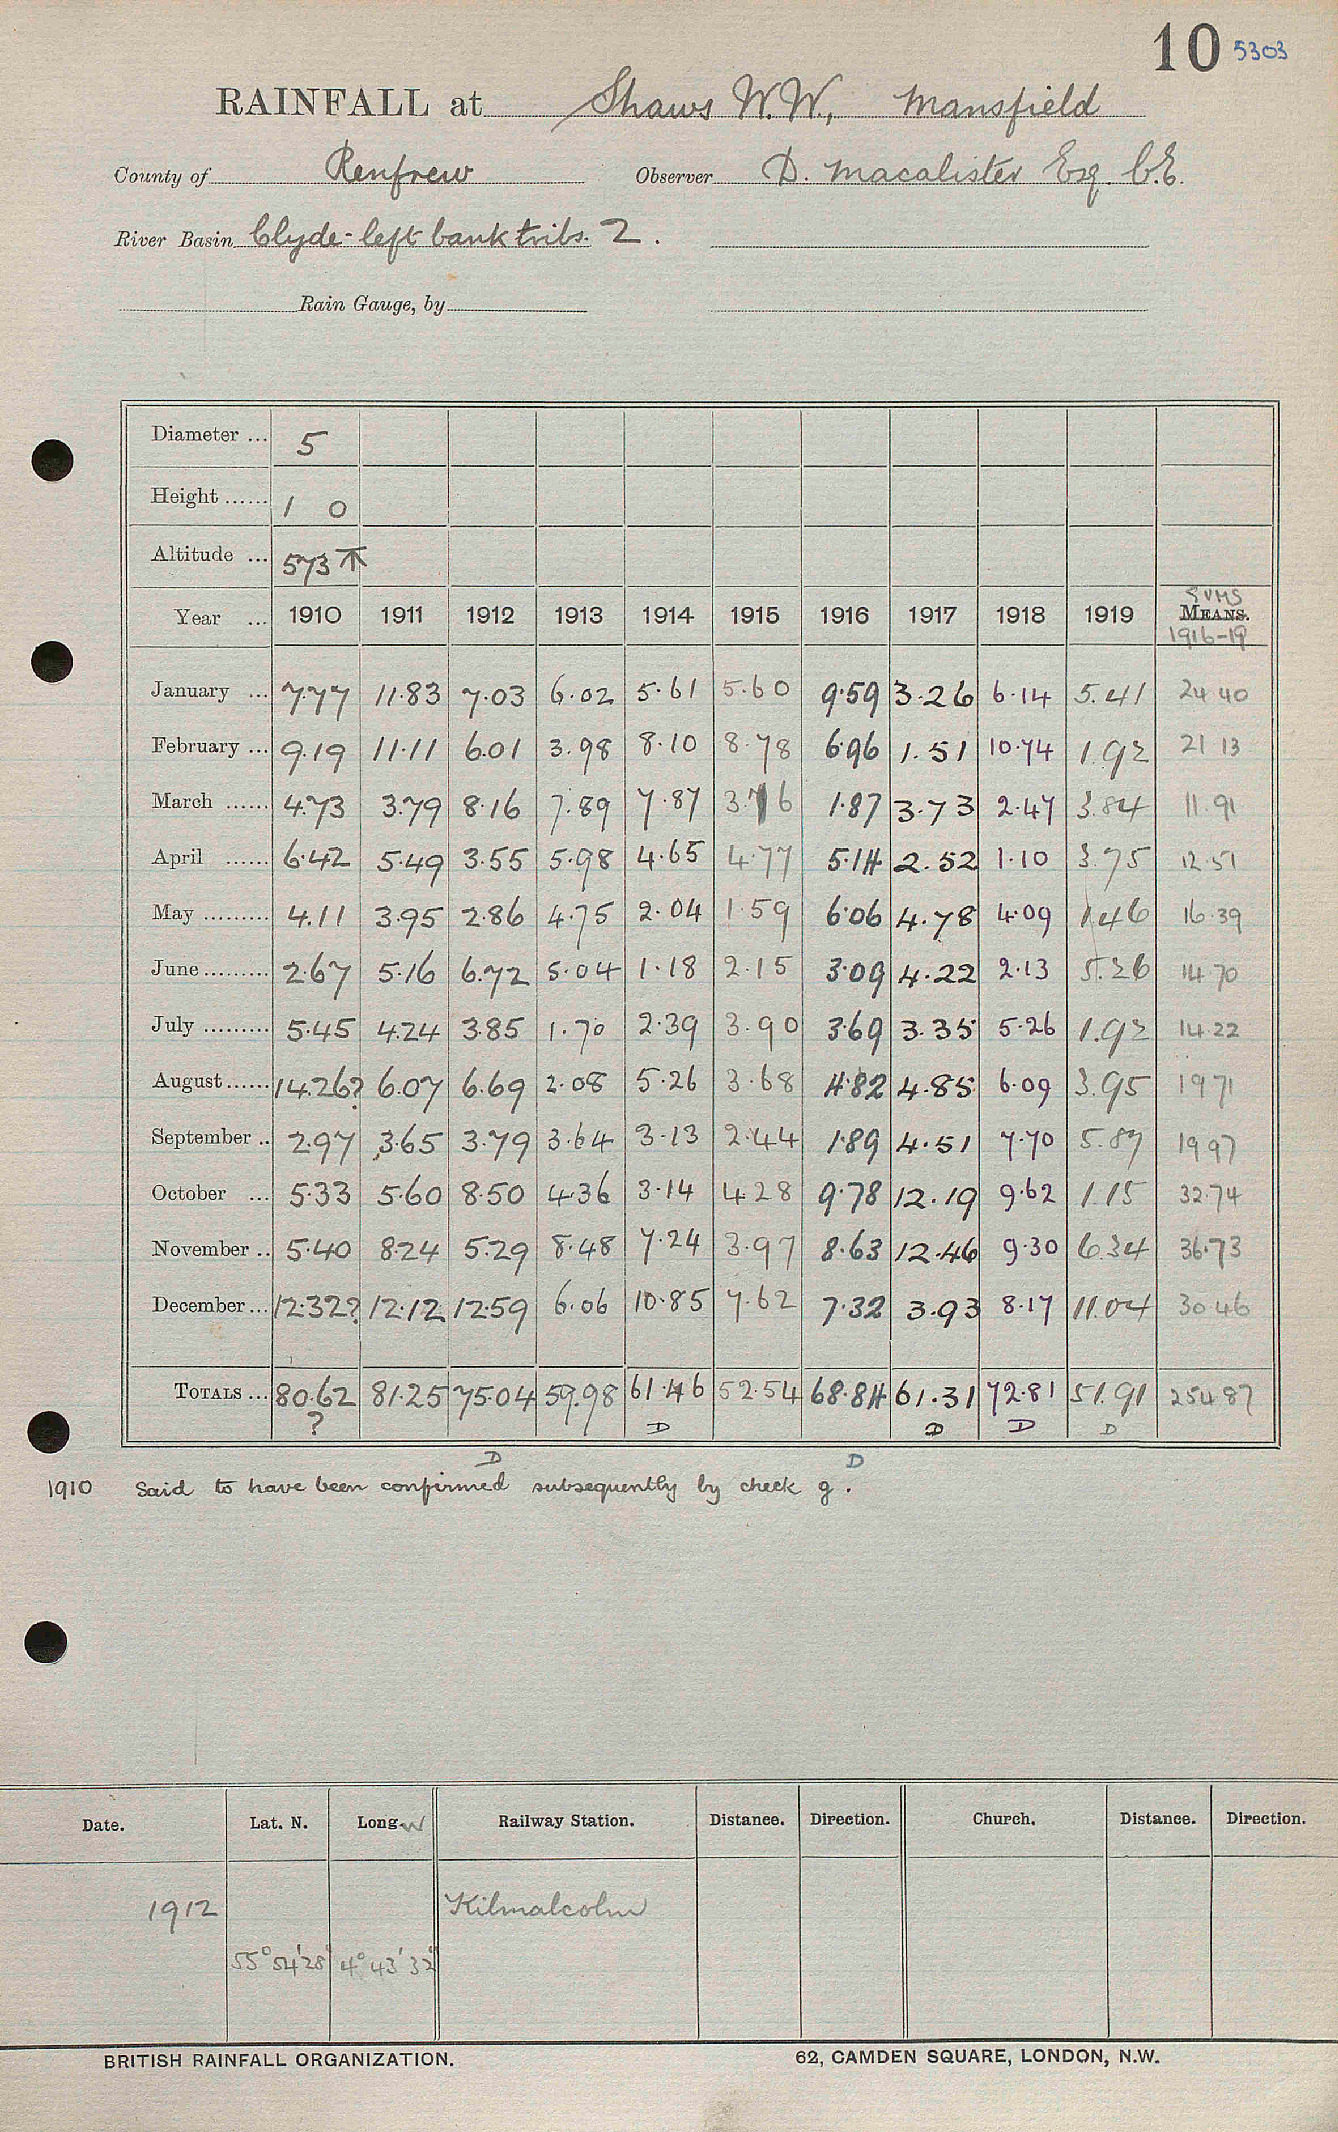 10 5303
RAINFALL at Shaws W.W., Mansfield
County of Renfrew Observer D. Macalister Esq. C.E.
River Basin Clyde-left bank tribs. 2.
Rain Gauge, by
Diameter ... 5
Height ...... 1 0
Altitude ... 573 T
Year ... 1910 1911 1912 1913 1914 1915 1916 1917 1918 1919 SUMS MEANS. 1916-19
January ... 7.77 11.83 7.03 6.02 5.61 5.60 9.59 3.26 6.14 5.41 24.40
February ... 9.19 11.11 6.01 3.98 8.10 8.78 6.96 1.51 10.74 1.92 21 13
March ...... 4.73 3.79 8.16 7.89 7.87 3.76 1.87 3.73 2.47 3.84 11.91
April ...... 6.42 5.49 3.55 5.98 4.65 4.77 5.14 2.52 1.10 3.75 12.51
May ......... 4.11 3.95 2.86 4.75 2.04 1.59 6.06 4.78 4.09 1.46 16.39
June ......... 2.67 5.16 6.72 5.04 1.18 2.15 3.09 4.22 2.13 5.26 14.70
July ......... 5.45 4.24 3.85 1.70 2.39 3.90 3.69 3.35 5.26 1.92 14.22
August ...... 14.26? 6.07 6.69 2.08 5.26 3.68 4.82 4.85 6.09 3.95 19 71
September .. 2.97 3.65 3.79 3.64 3.13 2.44 1.89 4.51 7.70 5.87 19 97
October ... 5.33 5.60 8.50 4.36 3.14 4.28 9.78 12.19 9.62 1.15 32.74
November .. 5.40 8.24 5.29 8.48 7.24 3.97 8.63 12.46 9.30 6.34 36.73
December ... 12.32? 12.12 12.59 6.06 10.85 7.62 7.32 3.93 8.17 11.04 30.46
TOTALS ... 80.62 81.25 75.04 59.98 61.46 52.54 68.84 61.31 72.81 51.91 254 87
? D D D D
D D
1910 Said to have been confirmed subsequently by check g.
Date. Lat. N. Long. W Railway Station. Distance. Direction. Church. Distance. Direction.
1912 Kilmalcolm
55° 54' 28" 4° 43' 32"
BRITISH RAINFALL ORGANIZATION. 62, CAMDEN SQUARE, LONDON, N.W.